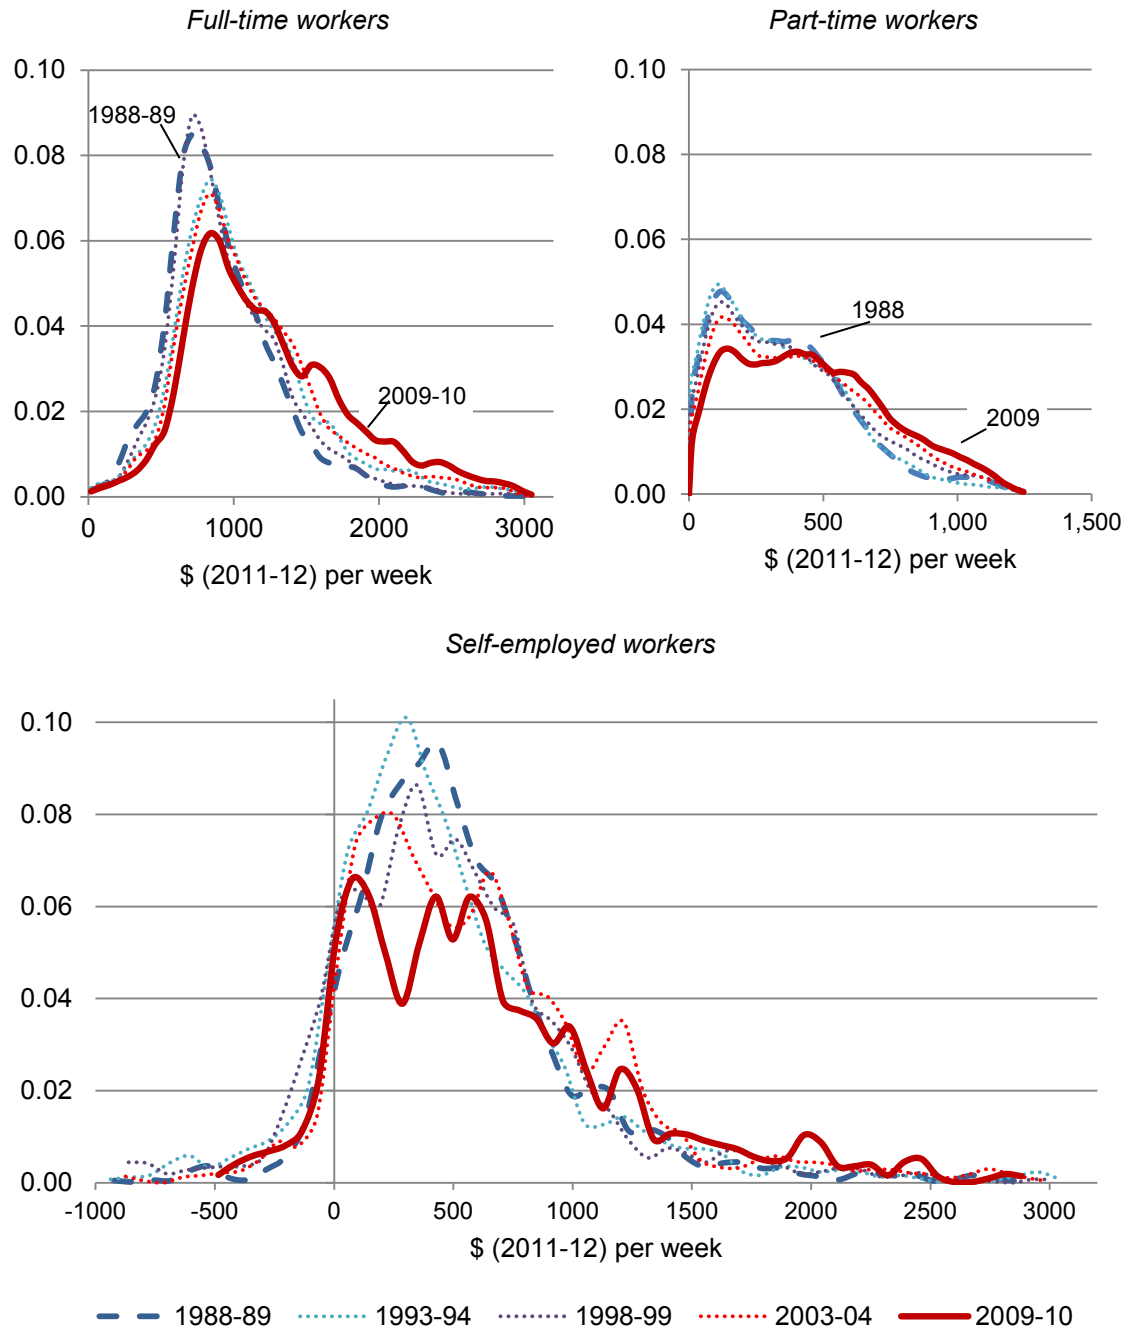 Full-time workers
0.10
0.08
0.06
0.04
0.02
0.00
1988-89
2009-10
0 1000 2000 3000
$ (2011-12) per week
Part-time workers
0.10
0.08
0.06
0.04
0.02
0.00
1988
2009
0 500 1,000 1,500
$ (2011-12) per week
Self-employed workers
0.10
0.08
0.06
0.04
0.02
0.00
-1000 -500 0 500 1000 1500 2000 2500 3000
$ (2011-12) per week
1988-89 1993-94 1998-99 2003-04 2009-10